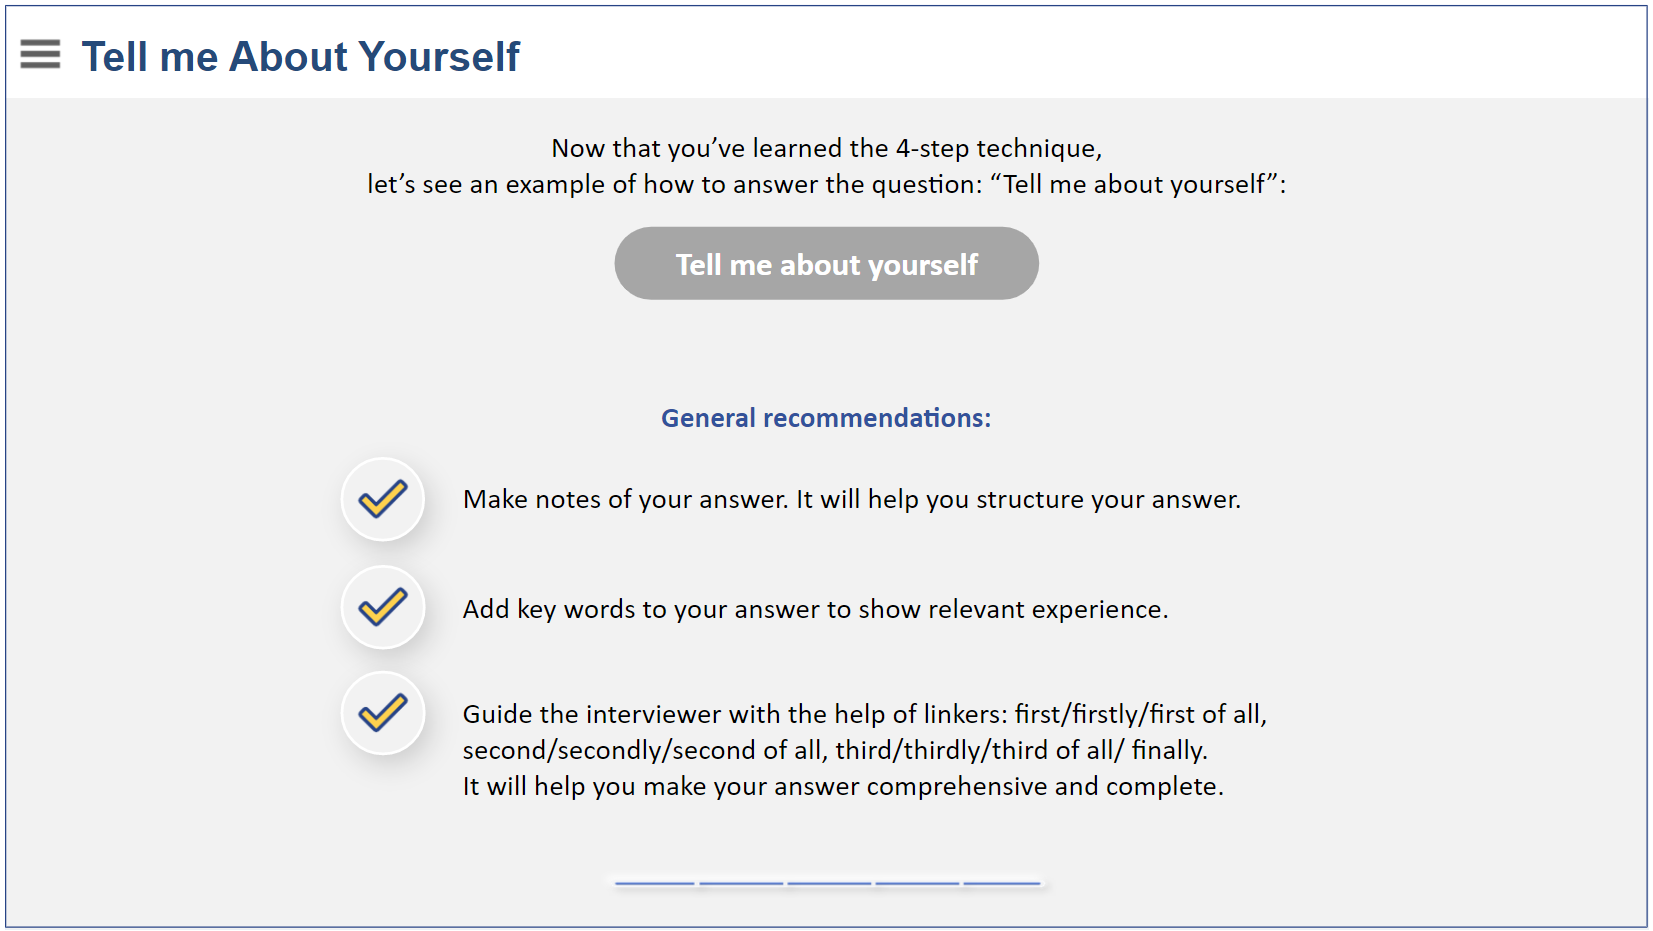 Tell me About Yourself
Now that you’ve learned the 4-step technique,
let’s see an example of how to answer the question: “Tell me about yourself”:
Tell me about yourself
General recommendations:
Make notes of your answer. It will help you structure your answer.
Add key words to your answer to show relevant experience.
Guide the interviewer with the help of linkers: first/firstly/first of all,
second/secondly/second of all, third/thirdly/third of all/ finally.
It will help you make your answer comprehensive and complete.